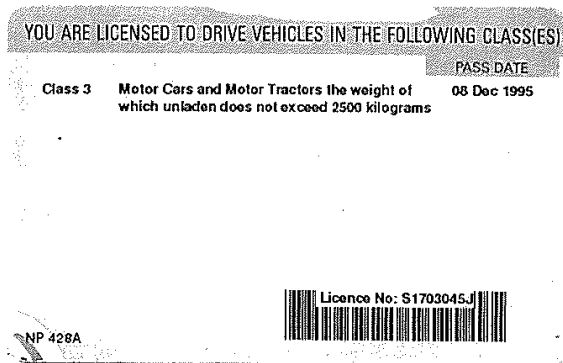 YOU ARE LICENSED TO DRIVE VEHICLES IN THE FOLLOWING CLASS(ES)
PASS DATE
Class 3 Motor Cars and Motor Tractors the weight of 08 Dec 1995
which unladen does not exceed 2500 kilograms
Licence No: S1703045J
NP 428A